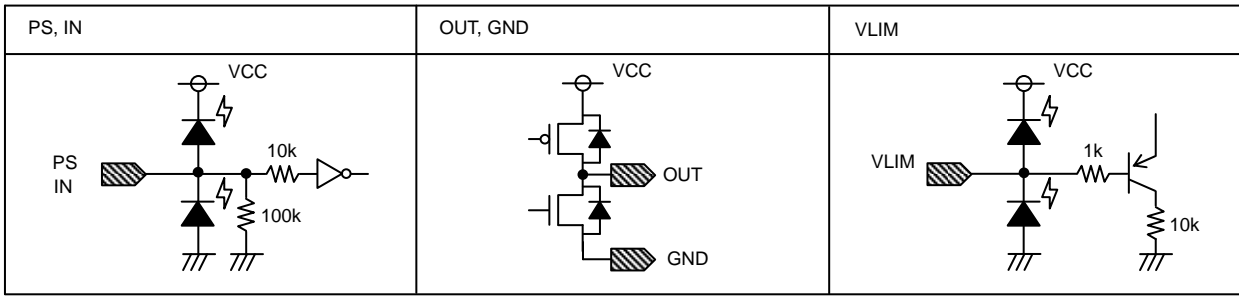 PS, IN
OUT, GND
VLIM
VCC
PS
IN
10k
100k
VCC
OUT
GND
VCC
VLIM
1k
10k